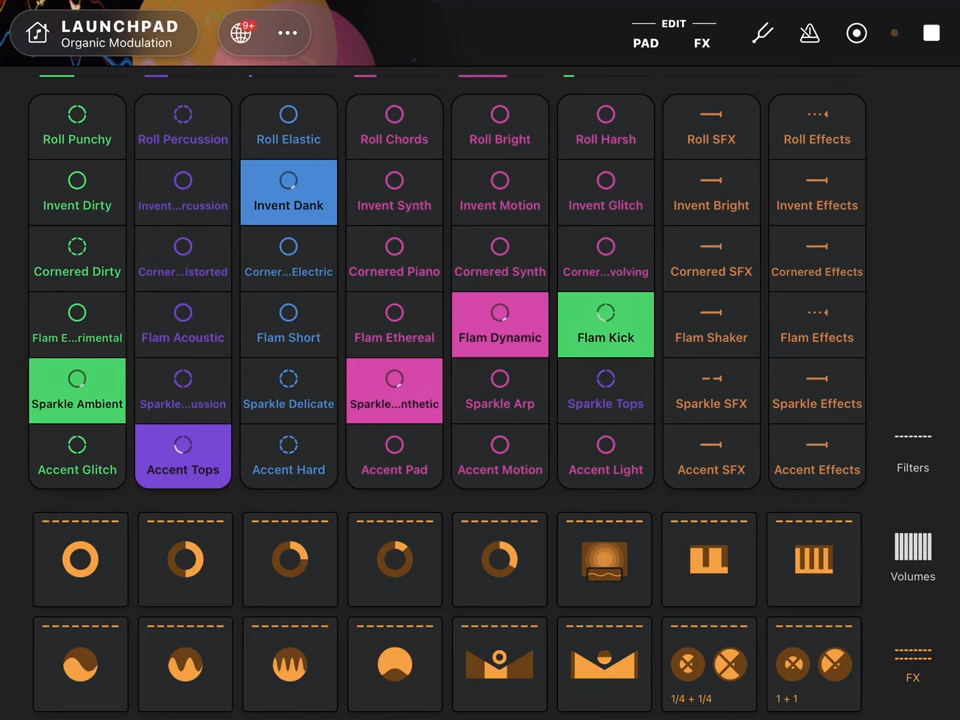 LAUNCHPAD
Organic Modulation
9+
EDIT
PAD FX
Roll Punchy Roll Percussion Roll Elastic Roll Chords Roll Bright Roll Harsh Roll SFX Roll Effects
Invent Dirty Invent...rcussion Invent Dank Invent Synth Invent Motion Invent Glitch Invent Bright Invent Effects
Cornered Dirty Corner...istorted Corner...Electric Cornered Piano Cornered Synth Corner...volving Cornered SFX Cornered Effects
Flam E...rimental Flam Acoustic Flam Short Flam Ethereal Flam Dynamic Flam Kick Flam Shaker Flam Effects
Sparkle Ambient Sparkle...ussion Sparkle Delicate Sparkle...nthetic Sparkle Arp Sparkle Tops Sparkle SFX Sparkle Effects
Accent Glitch Accent Tops Accent Hard Accent Pad Accent Motion Accent Light Accent SFX Accent Effects
Filters
Volumes
FX
1/4 + 1/4 1 + 1